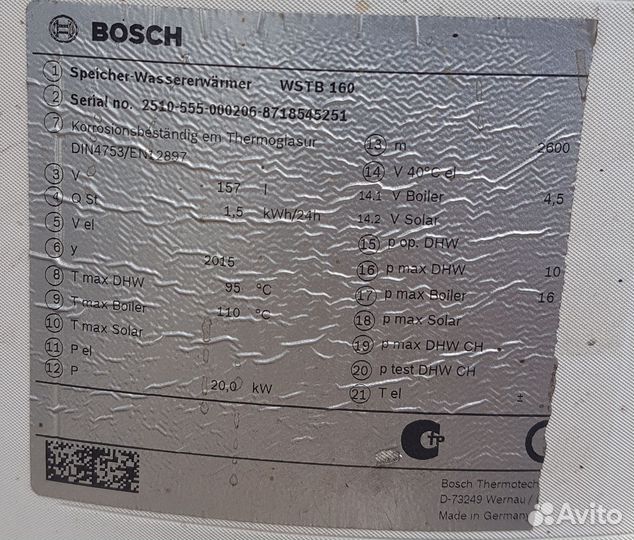 BOSCH
1 Speicher-Wassererwärmer WSTB 160
2 Serial no. 2510-555-000206-8718545251
7 Korrosionsbeständig em Thermoglasur
DIN4753/EN12897
3 V 157 l
4 Q St 1,5 kWh/24h
5 V el
6 y 2015
8 T max DHW 95 °C
9 T max Boiler 110 °C
10 T max Solar
11 P el
12 P 20,0 kW
13 m 2600
14 V 40°C el
14.1 V Boiler 4,5
14.2 V Solar
15 p op. DHW
16 p max DHW 10
17 p max Boiler 16
18 p max Solar
19 p max DHW CH
20 p test DHW CH
21 T el ±
Bosch Thermotech
D-73249 Wernau /
Made in Germany
Avito